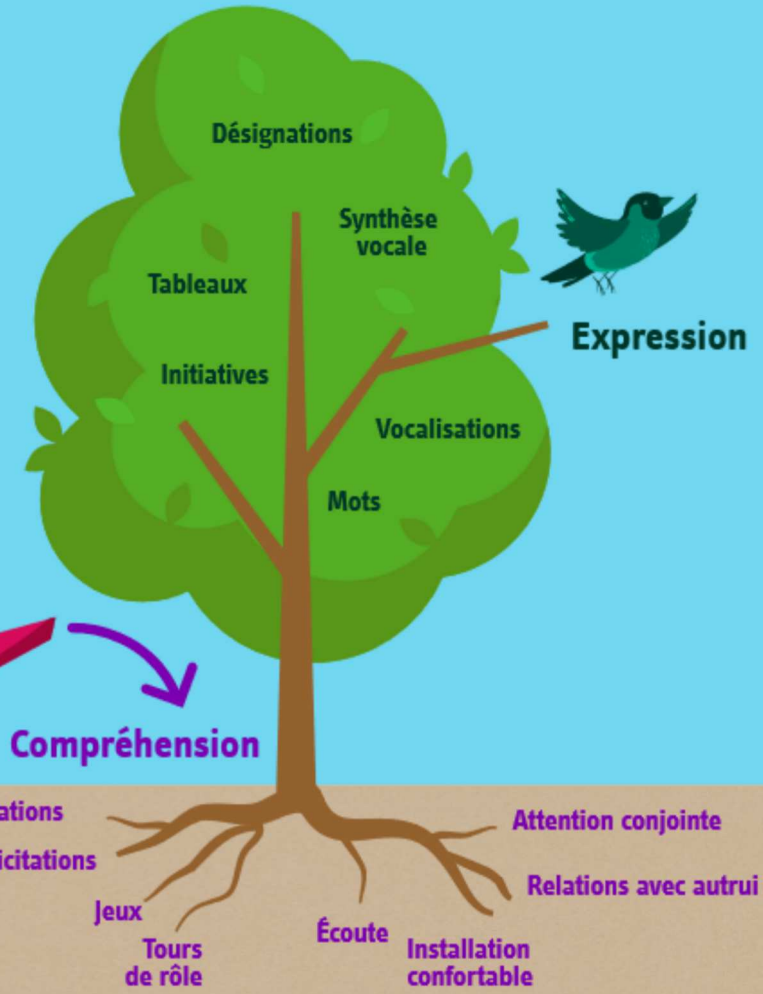 Désignations
Synthèse
vocale
Tableaux
Expression
Initiatives
Vocalisations
Mots
Compréhension
Attention conjointe
Relations avec autrui
Jeux
Écoute
Tours
de rôle
Installation
confortable